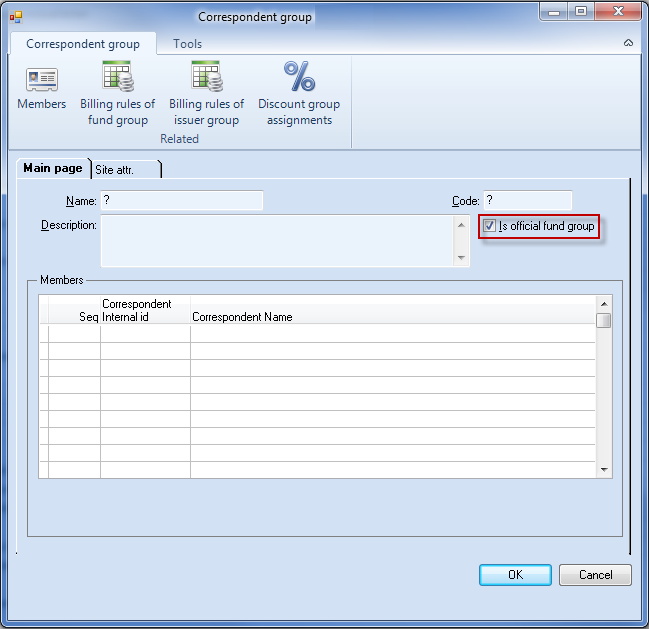 Correspondent group
Correspondent group Tools
Members Billing rules of fund group Billing rules of issuer group Discount group assignments
Related
Main page Site attr.
Name: ? Code: ?
Description: Is official fund group
Members
Seq Correspondent Internal id Correspondent Name
OK Cancel